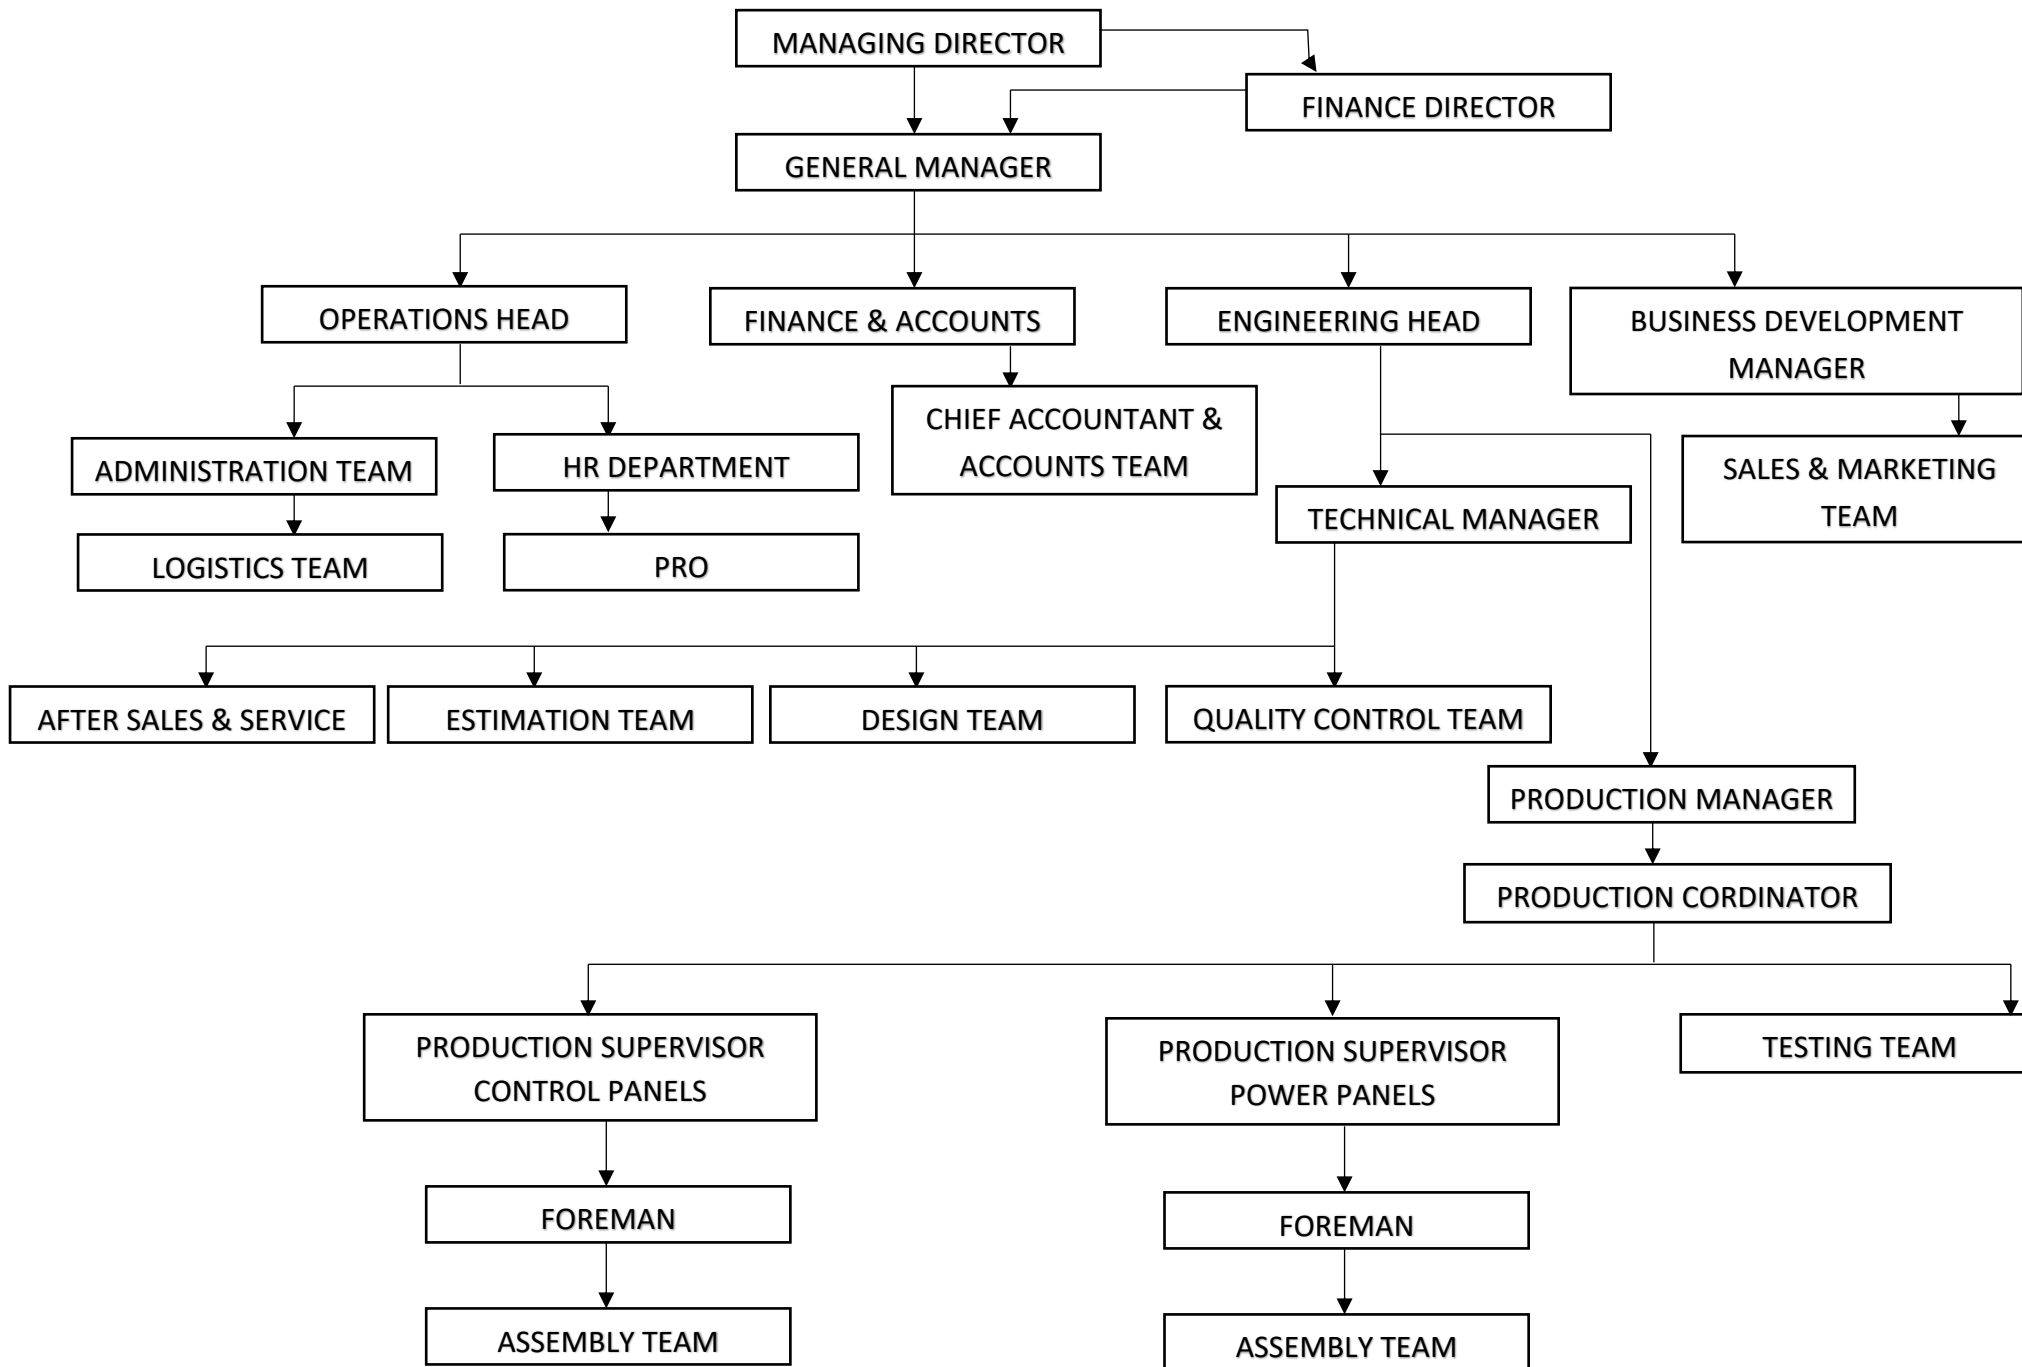 MANAGING DIRECTOR
FINANCE DIRECTOR
GENERAL MANAGER
OPERATIONS HEAD
FINANCE & ACCOUNTS
ENGINEERING HEAD
BUSINESS DEVELOPMENT
MANAGER
ADMINISTRATION TEAM
HR DEPARTMENT
CHIEF ACCOUNTANT &
ACCOUNTS TEAM
SALES & MARKETING
TEAM
TECHNICAL MANAGER
LOGISTICS TEAM
PRO
AFTER SALES & SERVICE
ESTIMATION TEAM
DESIGN TEAM
QUALITY CONTROL TEAM
PRODUCTION MANAGER
PRODUCTION CORDINATOR
PRODUCTION SUPERVISOR
CONTROL PANELS
PRODUCTION SUPERVISOR
POWER PANELS
TESTING TEAM
FOREMAN
FOREMAN
ASSEMBLY TEAM
ASSEMBLY TEAM